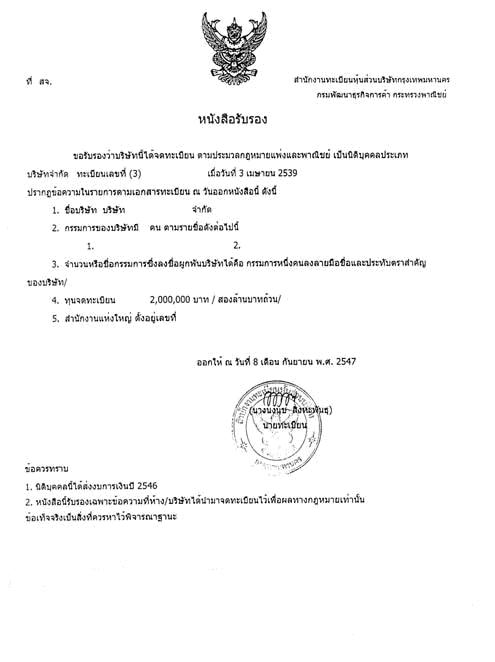 ที่ สจ.
สำนักงานทะเบียนหุ้นส่วนบริษัทกรุงเทพมหานคร
กรมพัฒนาธุรกิจการค้า กระทรวงพาณิชย์
หนังสือรับรอง
ขอรับรองว่าบริษัทนี้ได้จดทะเบียน ตามประมวลกฎหมายแพ่งและพาณิชย์ เป็นนิติบุคคลประเภท
บริษัทจำกัด ทะเบียนเลขที่ (3) เมื่อวันที่ 3 เมษายน 2539
ปรากฏข้อความในรายการตามเอกสารทะเบียน ณ วันออกหนังสือนี้ ดังนี้
1. ชื่อบริษัท บริษัท จำกัด
2. กรรมการของบริษัทมี คน ตามรายชื่อดังต่อไปนี้
1. 2.
3. จำนวนหรือชื่อกรรมการซึ่งลงชื่อผูกพันบริษัทได้คือ กรรมการหนึ่งคนลงลายมือชื่อและประทับตราสำคัญ
ของบริษัท/
4. ทุนจดทะเบียน 2,000,000 บาท / สองล้านบาทถ้วน/
5. สำนักงานแห่งใหญ่ ตั้งอยู่เลขที่
ออกให้ ณ วันที่ 8 เดือน กันยายน พ.ศ. 2547
(นางนงนุช สิงหะพันธุ)
นายทะเบียน
กรุงเทพมหานคร
ข้อควรทราบ
1. นิติบุคคลนี้ได้ส่งงบการเงินปี 2546
2. หนังสือนี้รับรองเฉพาะข้อความที่ห้าง/บริษัทได้นำมาจดทะเบียนไว้เพื่อผลทางกฎหมายเท่านั้น
ข้อเท็จจริงเป็นสิ่งที่ควรหาไว้พิจารณาฐานะ